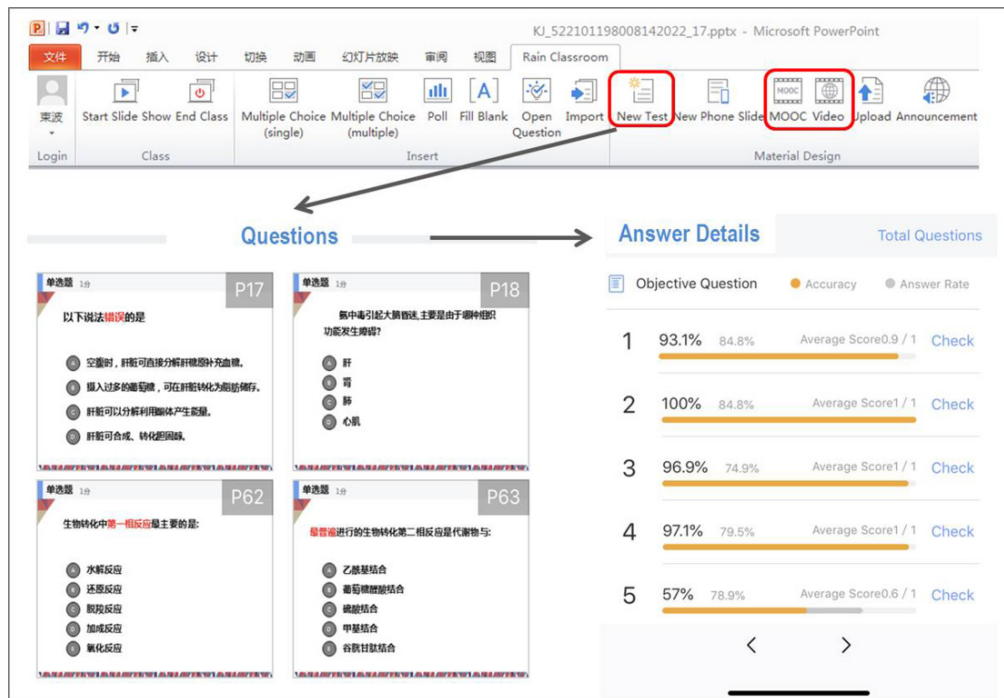 KJ_522101198008142022_17.pptx - Microsoft PowerPoint
文件 开始 插入 设计 切换 动画 幻灯片放映 审阅 视图 Rain Classroom
束波 Start Slide Show End Class Multiple Choice (single) Multiple Choice (multiple) Poll Fill Blank Open Question Import New Test New Phone Slide MOOC Video Upload Announcement
Login Class Insert Material Design
Questions
单选题 1分 P17
以下说法错误的是
A 空腹时，肝脏可直接分解肝糖原补充血糖。
B 摄入过多的葡萄糖，可在肝脏转化为脂肪储存。
C 肝脏可以分解利用酮体产生能量。
D 肝脏可合成、转化胆固醇。
单选题 1分 P18
氨中毒引起大脑昏迷，主要是由于哪种组织
功能发生障碍？
A 肝
B 肾
C 肺
D 心肌
单选题 1分 P62
生物转化中第一相反应最主要的是:
A 水解反应
B 还原反应
C 脱羧反应
D 加成反应
E 氧化反应
单选题 1分 P63
最普遍进行的生物转化第二相反应是代谢物与:
A 乙酰基结合
B 葡萄糖醛酸结合
C 硫酸结合
D 甲基结合
E 谷胱甘肽结合
Answer Details Total Questions
Objective Question Accuracy Answer Rate
1 93.1% 84.8% Average Score0.9 / 1 Check
2 100% 84.8% Average Score1 / 1 Check
3 96.9% 74.9% Average Score1 / 1 Check
4 97.1% 79.5% Average Score1 / 1 Check
5 57% 78.9% Average Score0.6 / 1 Check